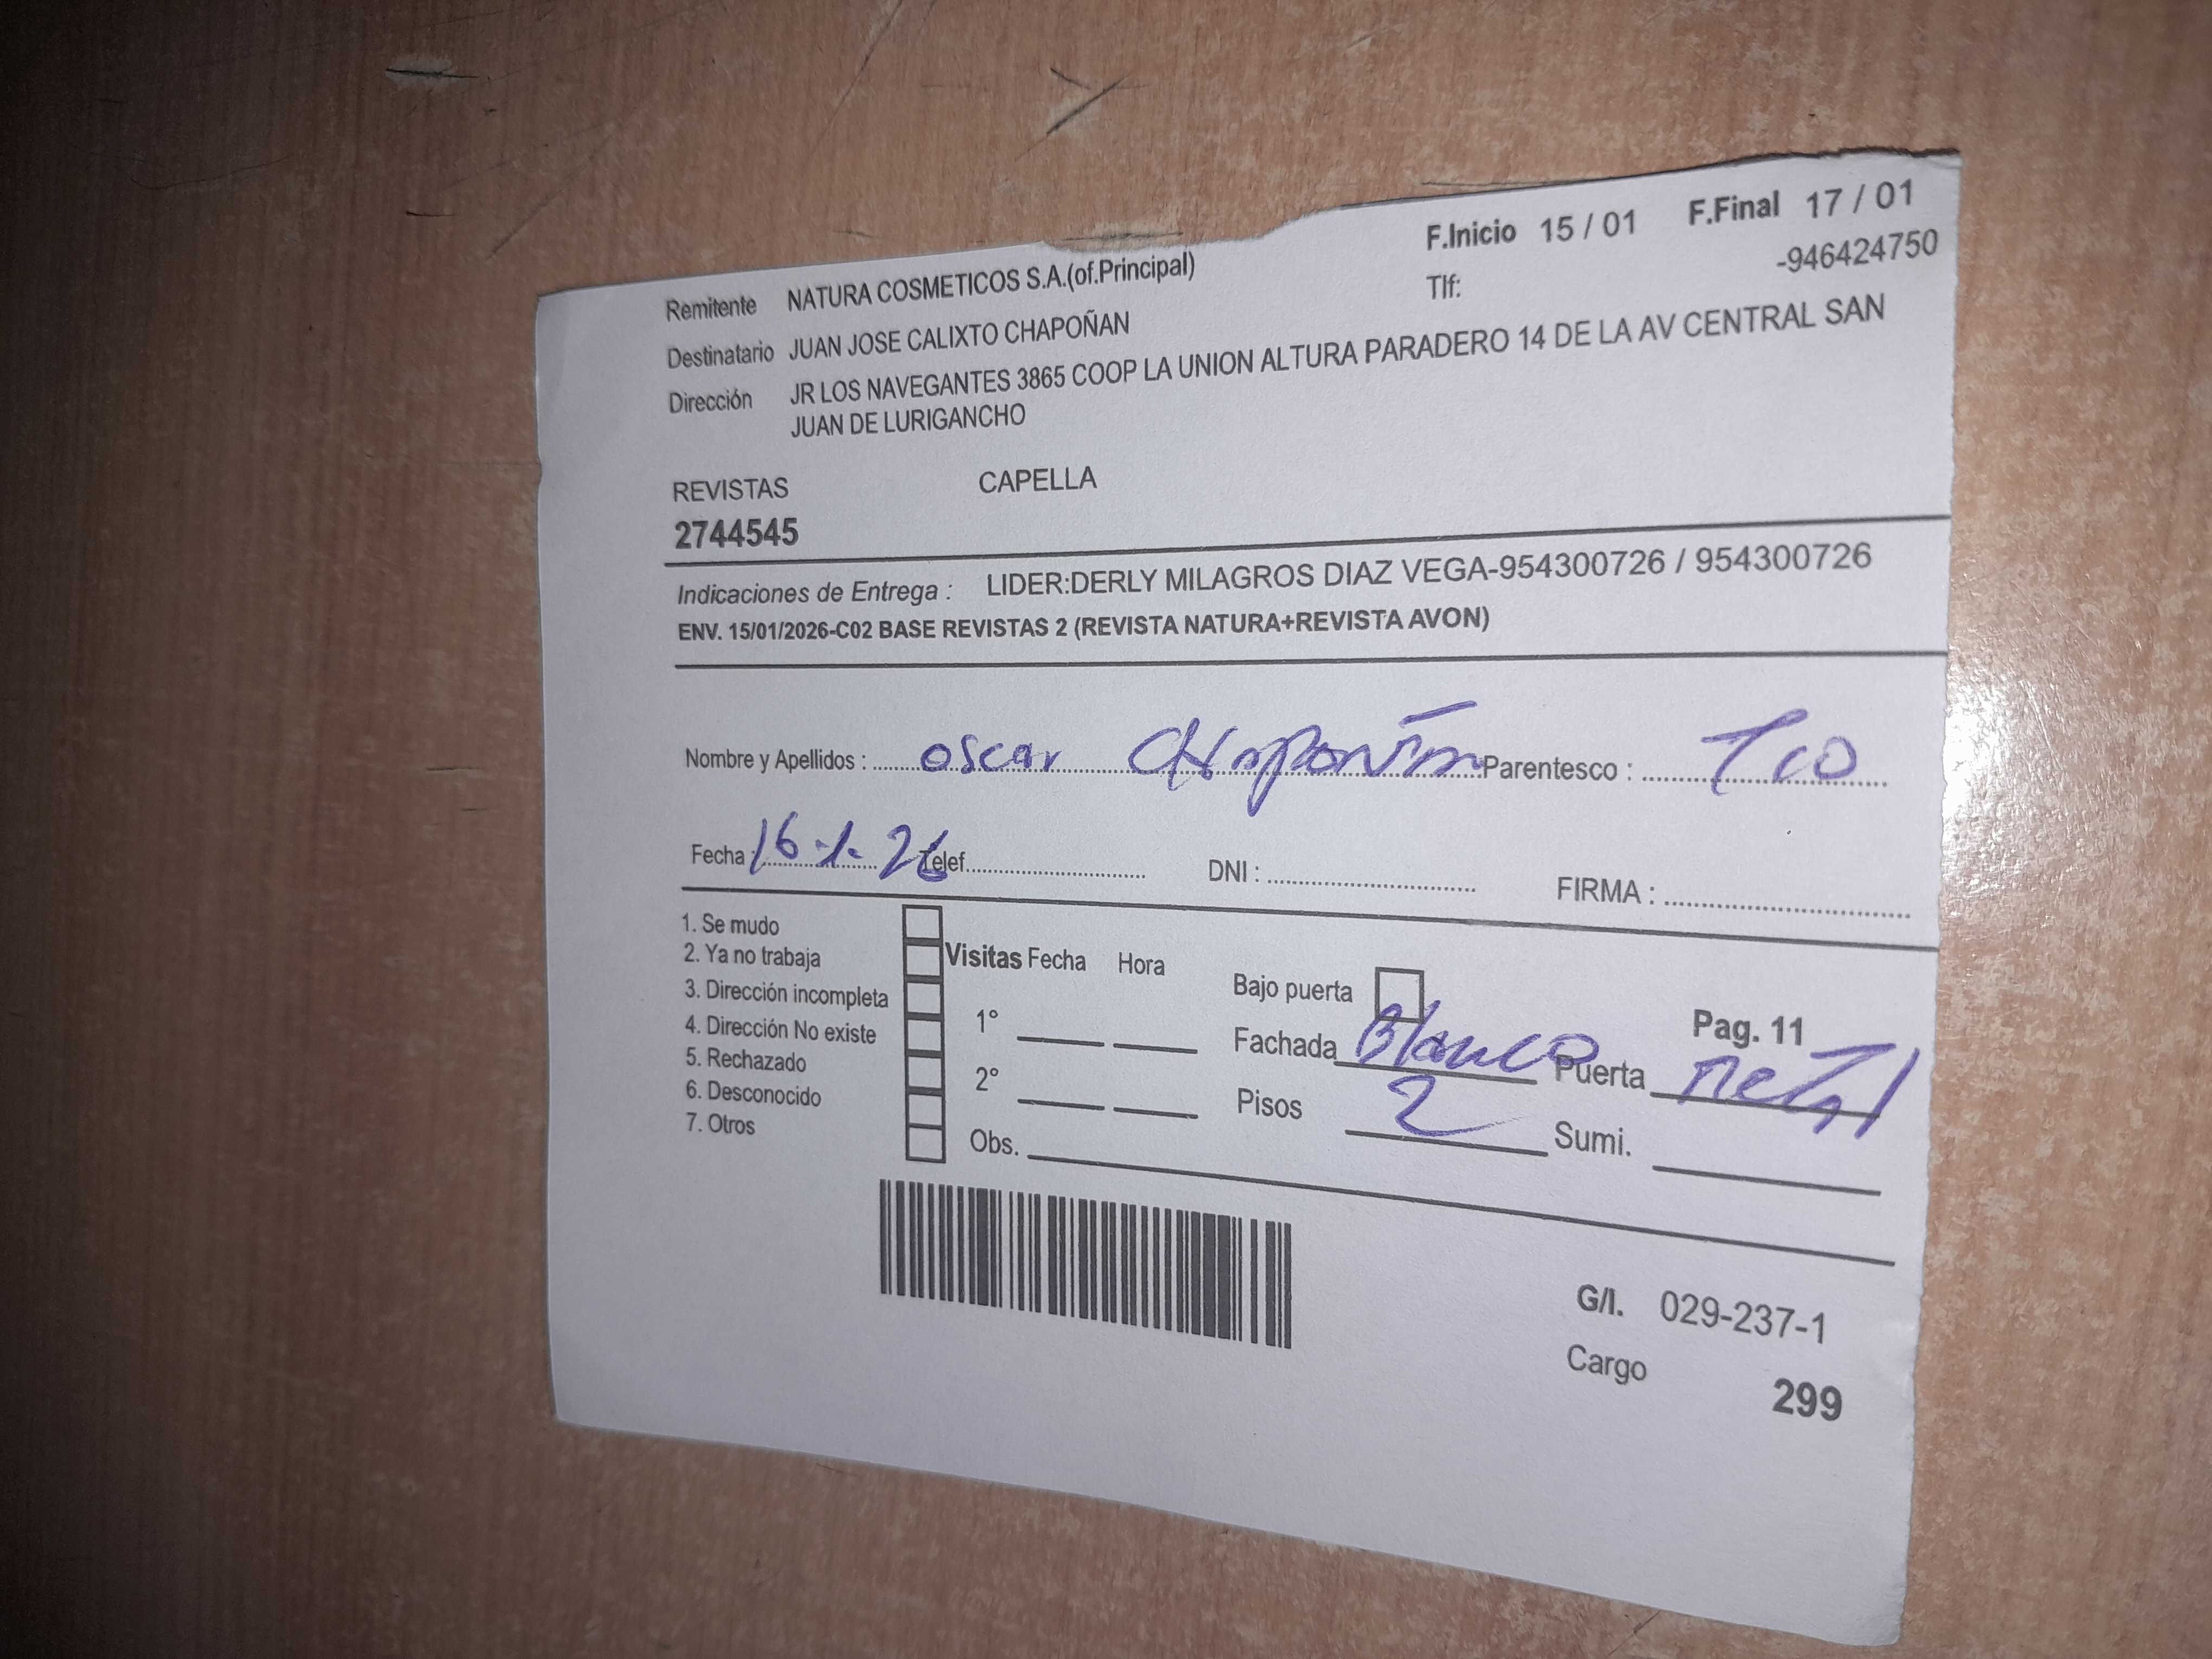 F.Inicio 15 / 01 F.Final 17 / 01
Remitente NATURA COSMETICOS S.A.(of.Principal) Tlf: -946424750
Destinatario JUAN JOSE CALIXTO CHAPOÑAN
Dirección JR LOS NAVEGANTES 3865 COOP LA UNION ALTURA PARADERO 14 DE LA AV CENTRAL SAN
JUAN DE LURIGANCHO
REVISTAS CAPELLA
2744545
Indicaciones de Entrega : LIDER:DERLY MILAGROS DIAZ VEGA-954300726 / 954300726
ENV. 15/01/2026-C02 BASE REVISTAS 2 (REVISTA NATURA+REVISTA AVON)
Nombre y Apellidos : oscar Chapoñan Parentesco : Tio
Fecha : 16-1-26 Telef. DNI : FIRMA :
1. Se mudo
2. Ya no trabaja
3. Dirección incompleta
4. Dirección No existe
5. Rechazado
6. Desconocido
7. Otros
Visitas Fecha Hora
1°
2°
Obs.
Bajo puerta
Fachada Blanco
Pisos 2
Pag. 11
Puerta metal
Sumi.
G/I. 029-237-1
Cargo 299